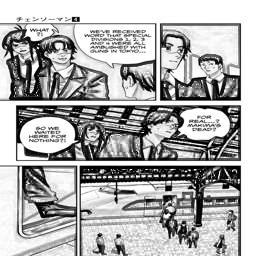 チェンソーマン 4
WHAT
?!
WE'VE RECEIVED
WORD THAT SPECIAL
DIVISIONS 1, 2, 3
AND 4 WERE ALL
AMBUSHED WITH
GUNS IN TOKYO...
SO WE
WAITED
HERE FOR
NOTHING?!
FOR
REAL...?
MAKIMA'S
DEAD?